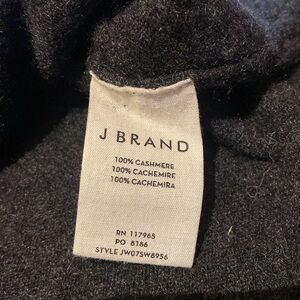 J BRAND
100% CASHMERE
100% CACHEMIRE
100% CACHEMIRA
RN 117965
PO 8186
STYLE JW07SW8956